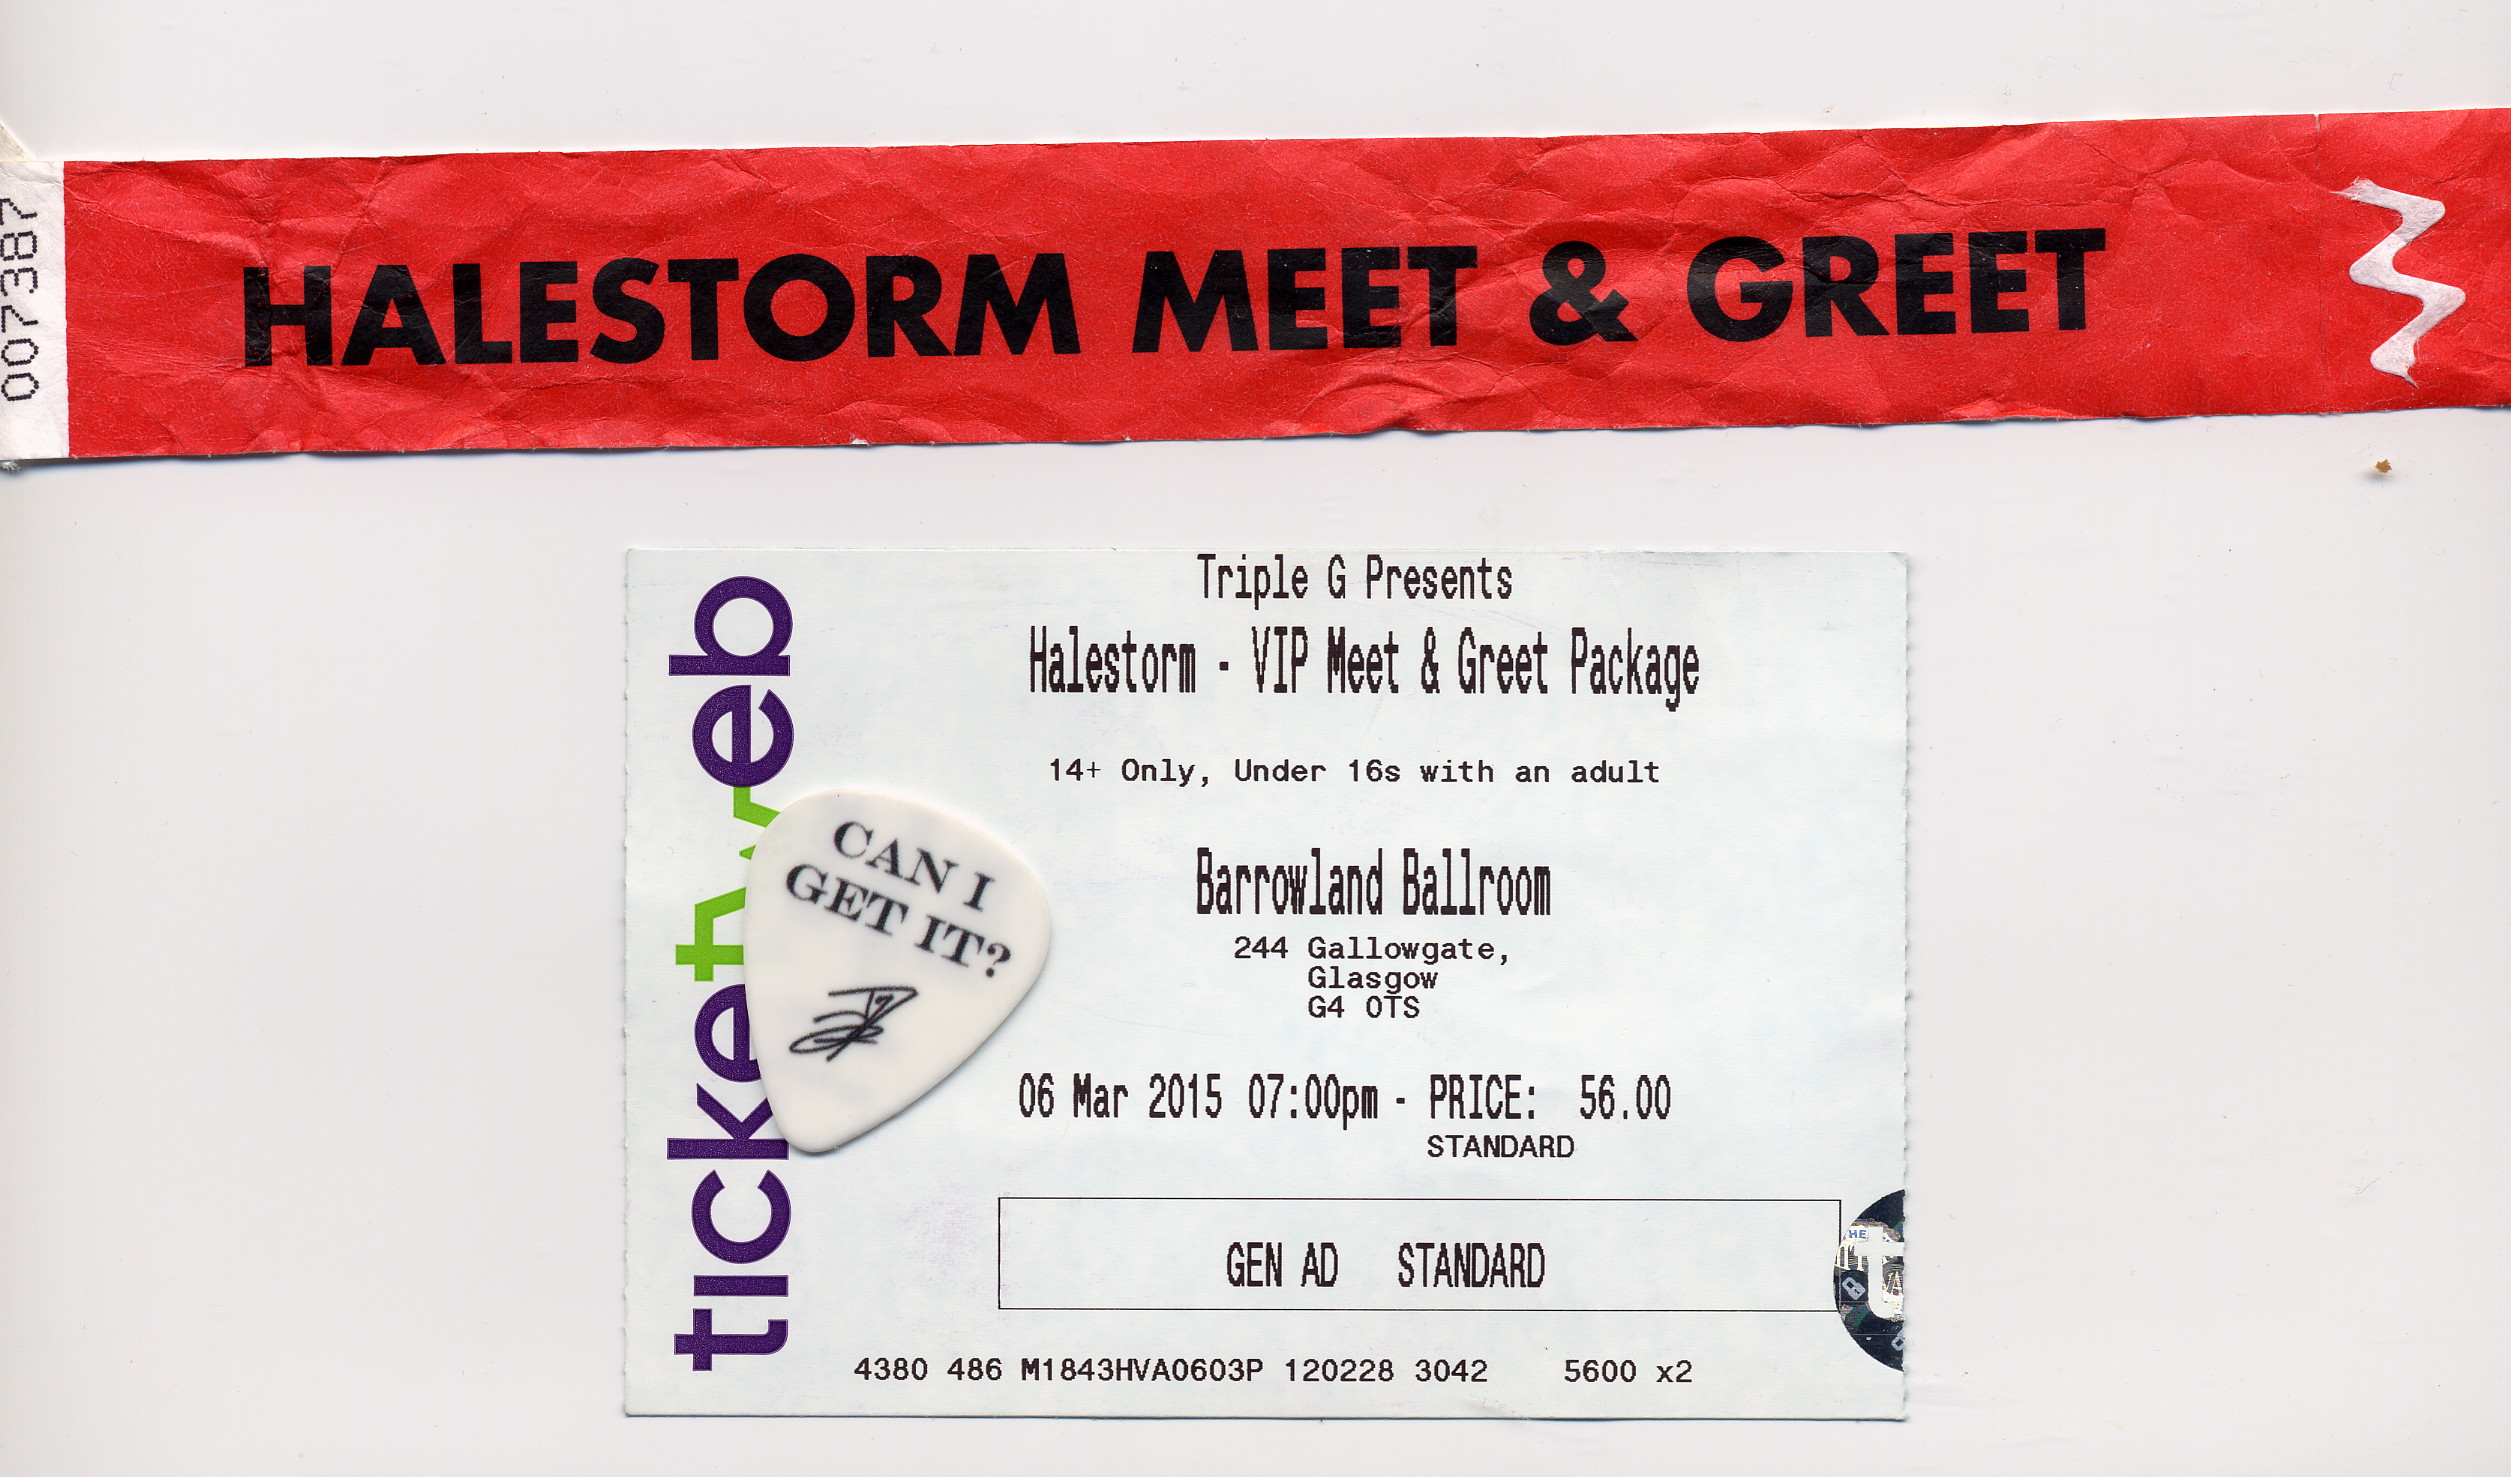 007387
HALESTORM MEET & GREET
ticketweb
Triple G Presents
Halestorm - VIP Meet & Greet Package
14+ Only, Under 16s with an adult
CAN I
GET IT?
Barrowland Ballroom
244 Gallowgate,
Glasgow
G4 0TS
06 Mar 2015 07:00pm - PRICE: 56.00
STANDARD
GEN AD STANDARD
4380 486 M1843HVA0603P 120228 3042 5600 x2